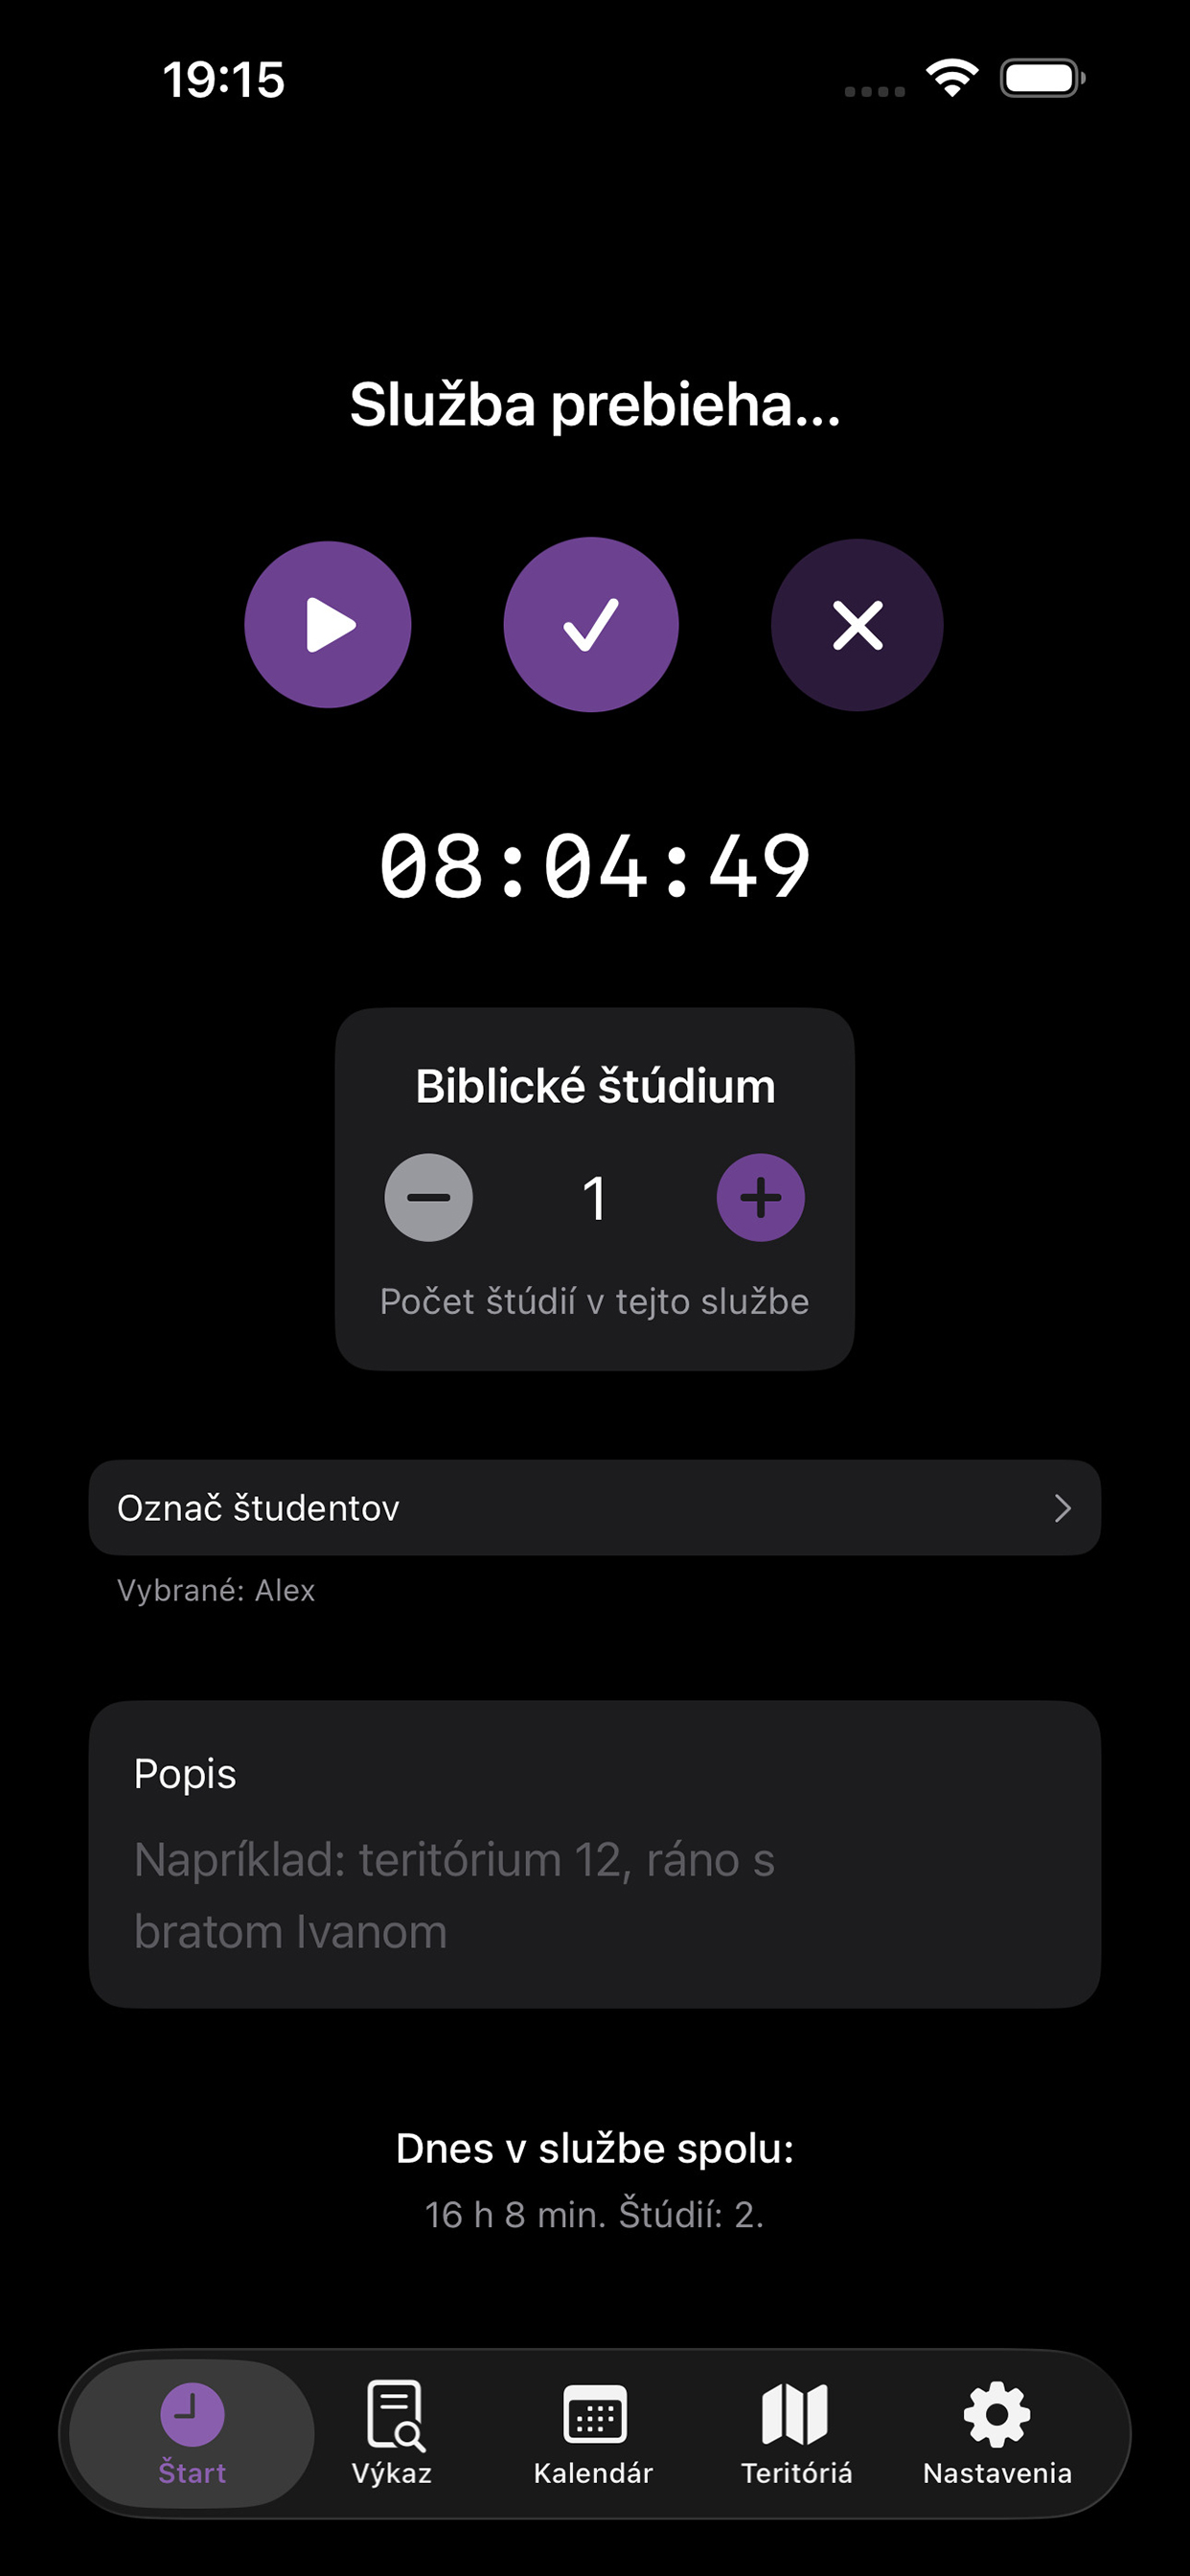 19:15
Služba prebieha...
08:04:49
Biblické štúdium
1
Počet štúdií v tejto službe
Označ študentov
Vybrané: Alex
Popis
Napríklad: teritórium 12, ráno s
bratom Ivanom
Dnes v službe spolu:
16 h 8 min. Štúdií: 2.
Štart
Výkaz
Kalendár
Teritóriá
Nastavenia